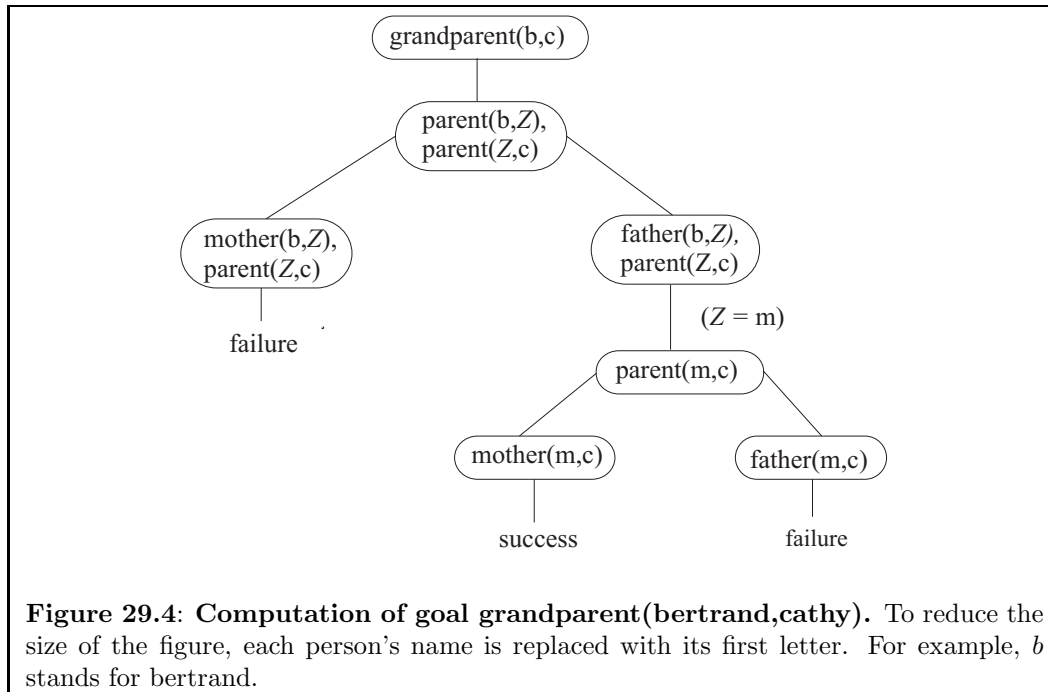 grandparent(b,c)
parent(b,Z),
parent(Z,c)
mother(b,Z),
parent(Z,c)
father(b,Z),
parent(Z,c)
failure
(Z = m)
parent(m,c)
mother(m,c)
father(m,c)
success
failure
Figure 29.4: Computation of goal grandparent(bertrand,cathy). To reduce the
size of the figure, each person's name is replaced with its first letter. For example, b
stands for bertrand.